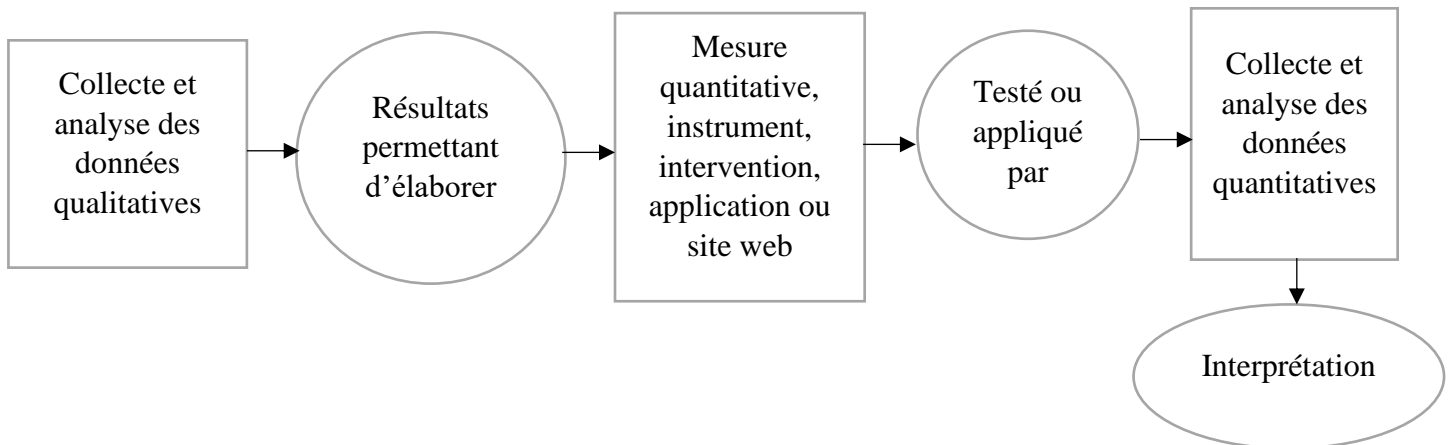 Collecte et
analyse des
données
qualitatives
Résultats
permettant
d’élaborer
Mesure
quantitative,
instrument,
intervention,
application ou
site web
Testé ou
appliqué
par
Collecte et
analyse des
données
quantitatives
Interprétation